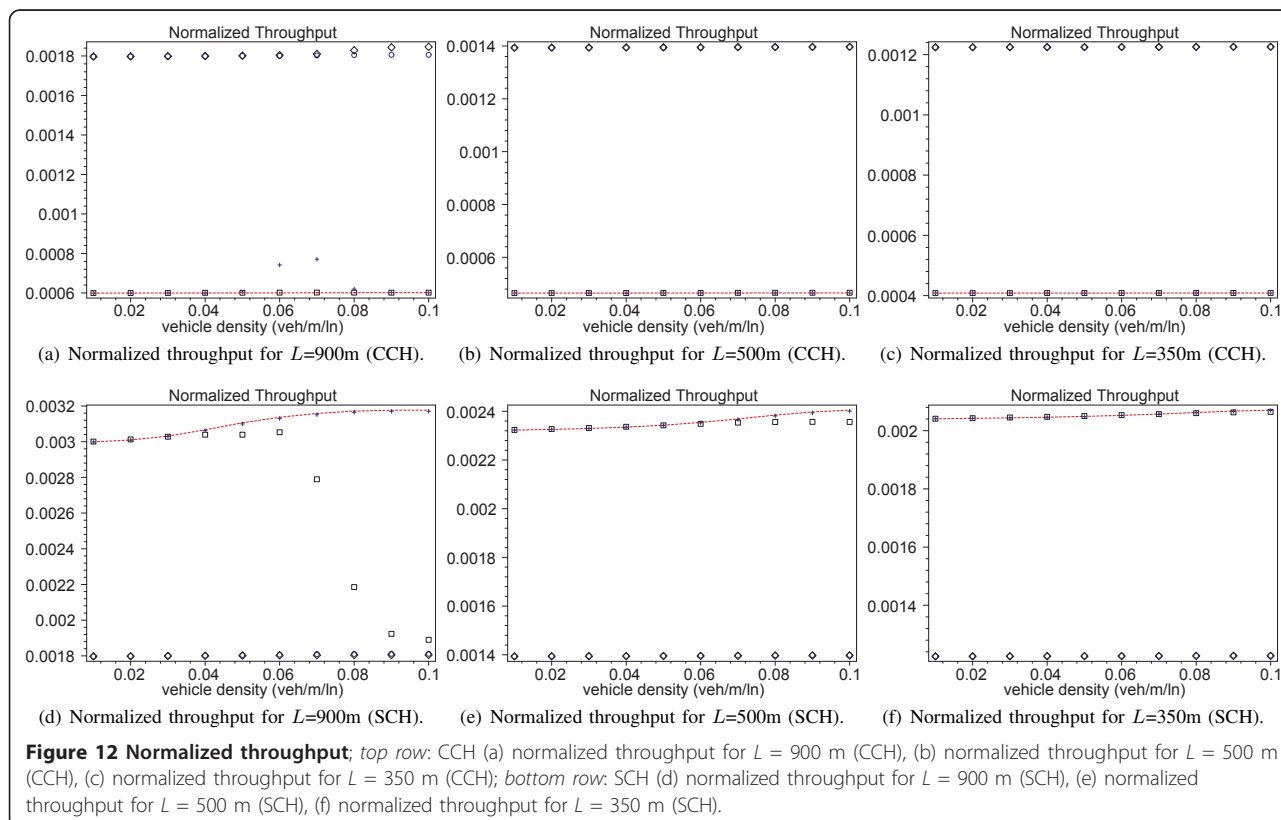 Normalized Throughput
0.0018
0.0016
0.0014
0.0012
0.001
0.0008
0.0006
0.02 0.04 0.06 0.08 0.1
vehicle density (veh/m/ln)
(a) Normalized throughput for L=900m (CCH).
Normalized Throughput
0.0014
0.0012
0.001
0.0008
0.0006
0.02 0.04 0.06 0.08 0.1
vehicle density (veh/m/ln)
(b) Normalized throughput for L=500m (CCH).
Normalized Throughput
0.0012
0.001
0.0008
0.0006
0.0004
0.02 0.04 0.06 0.08 0.1
vehicle density (veh/m/ln)
(c) Normalized throughput for L=350m (CCH).
Normalized Throughput
0.0032
0.003
0.0028
0.0026
0.0024
0.0022
0.002
0.0018
0.02 0.04 0.06 0.08 0.1
vehicle density (veh/m/ln)
(d) Normalized throughput for L=900m (SCH).
Normalized Throughput
0.0024
0.0022
0.002
0.0018
0.0016
0.0014
0.02 0.04 0.06 0.08 0.1
vehicle density (veh/m/ln)
(e) Normalized throughput for L=500m (SCH).
Normalized Throughput
0.002
0.0018
0.0016
0.0014
0.02 0.04 0.06 0.08 0.1
vehicle density (veh/m/ln)
(f) Normalized throughput for L=350m (SCH).
Figure 12 Normalized throughput; top row: CCH (a) normalized throughput for L = 900 m (CCH), (b) normalized throughput for L = 500 m
(CCH), (c) normalized throughput for L = 350 m (CCH); bottom row: SCH (d) normalized throughput for L = 900 m (SCH), (e) normalized
throughput for L = 500 m (SCH), (f) normalized throughput for L = 350 m (SCH).